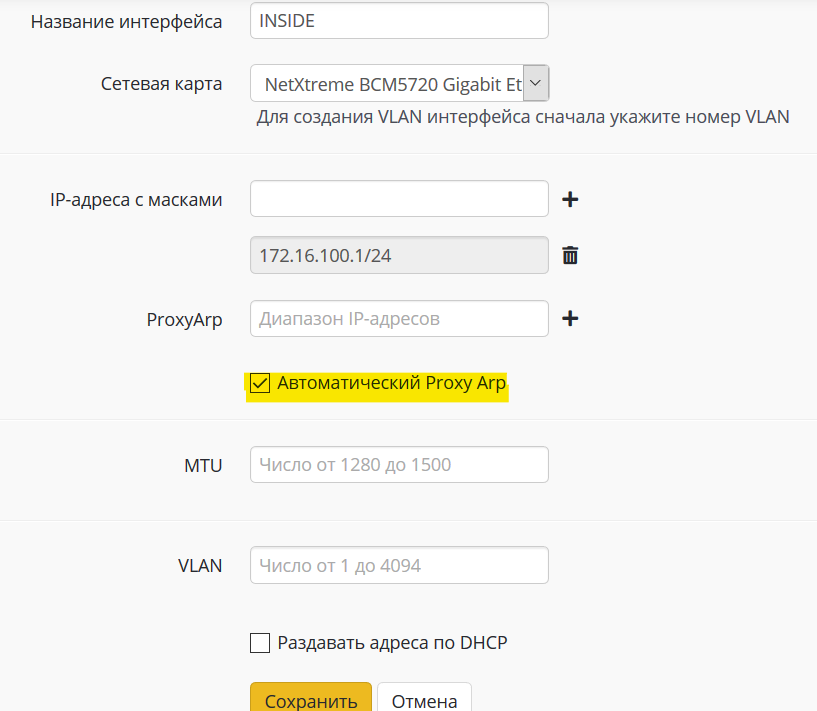 Название интерфейса INSIDE
Сетевая карта NetXtreme BCM5720 Gigabit Et
Для создания VLAN интерфейса сначала укажите номер VLAN
IP-адреса с масками
172.16.100.1/24
ProxyArp Диапазон IP-адресов
Автоматический Proxy Arp
MTU Число от 1280 до 1500
VLAN Число от 1 до 4094
Раздавать адреса по DHCP
Сохранить Отмена